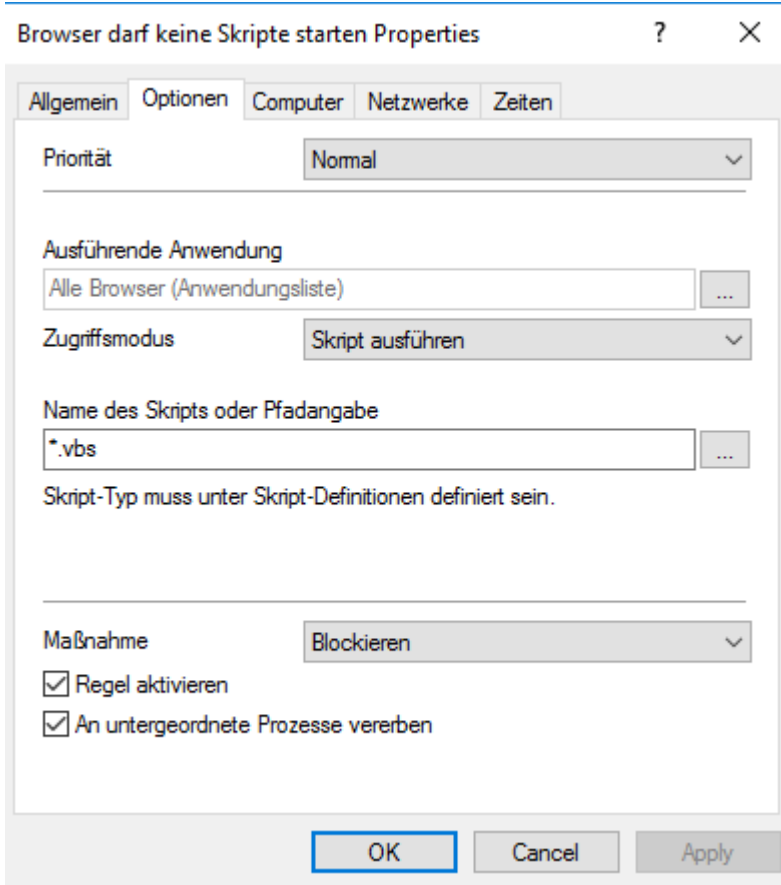 Browser darf keine Skripte starten Properties ?
Allgemein Optionen Computer Netzwerke Zeiten
Priorität Normal
Ausführende Anwendung
Alle Browser (Anwendungsliste) ...
Zugriffsmodus Skript ausführen
Name des Skripts oder Pfadangabe
*.vbs ...
Skript-Typ muss unter Skript-Definitionen definiert sein.
Maßnahme Blockieren
Regel aktivieren
An untergeordnete Prozesse vererben
OK Cancel Apply